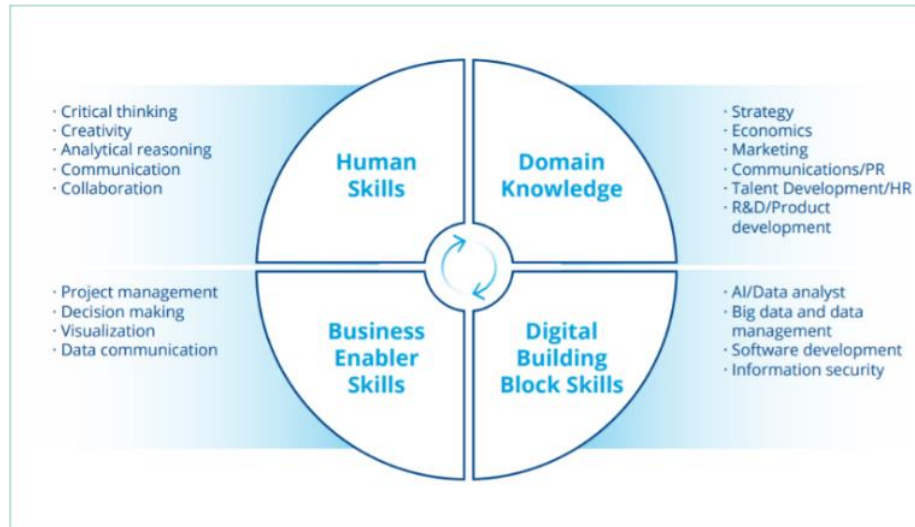 · Critical thinking
· Creativity
· Analytical reasoning
· Communication
· Collaboration
Human
Skills
Domain
Knowledge
· Strategy
· Economics
· Marketing
· Communications/PR
· Talent Development/HR
· R&D/Product
development
· Project management
· Decision making
· Visualization
· Data communication
Business
Enabler
Skills
Digital
Building
Block Skills
· AI/Data analyst
· Big data and data
management
· Software development
· Information security